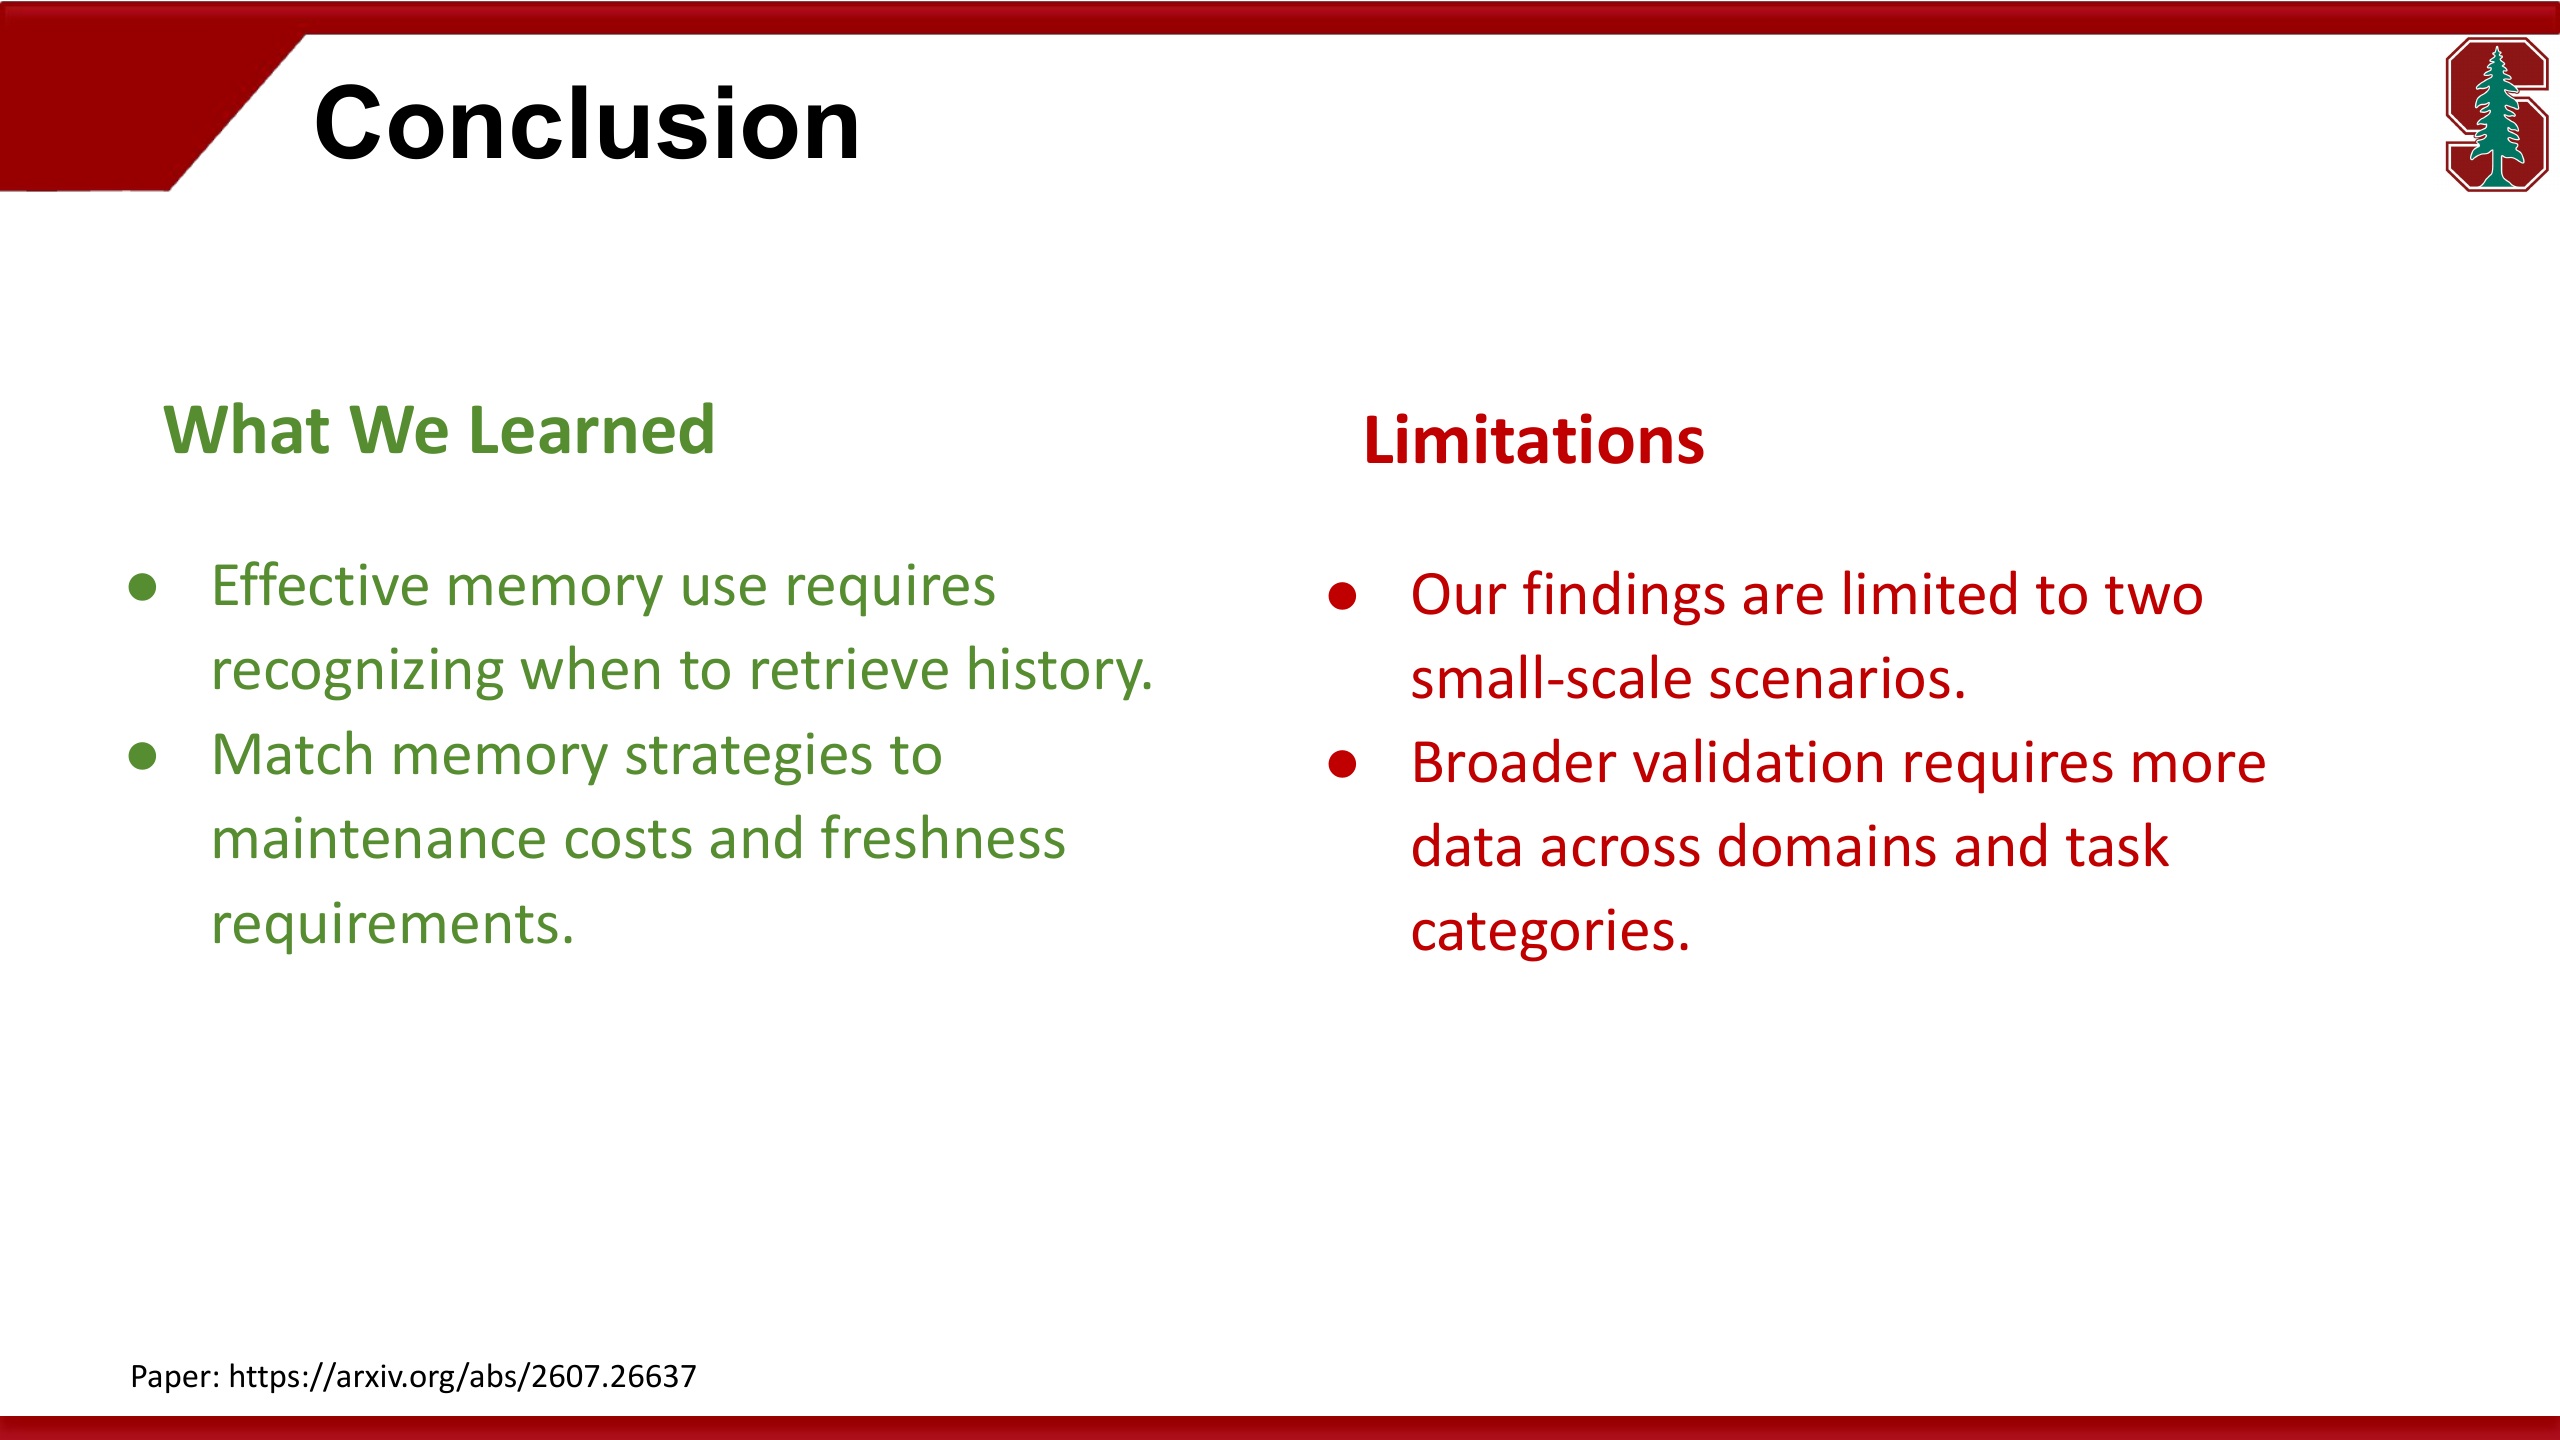 Conclusion
What We Learned
● Effective memory use requires
recognizing when to retrieve history.
● Match memory strategies to
maintenance costs and freshness
requirements.
Limitations
● Our findings are limited to two
small-scale scenarios.
● Broader validation requires more
data across domains and task
categories.
Paper: https://arxiv.org/abs/2607.26637